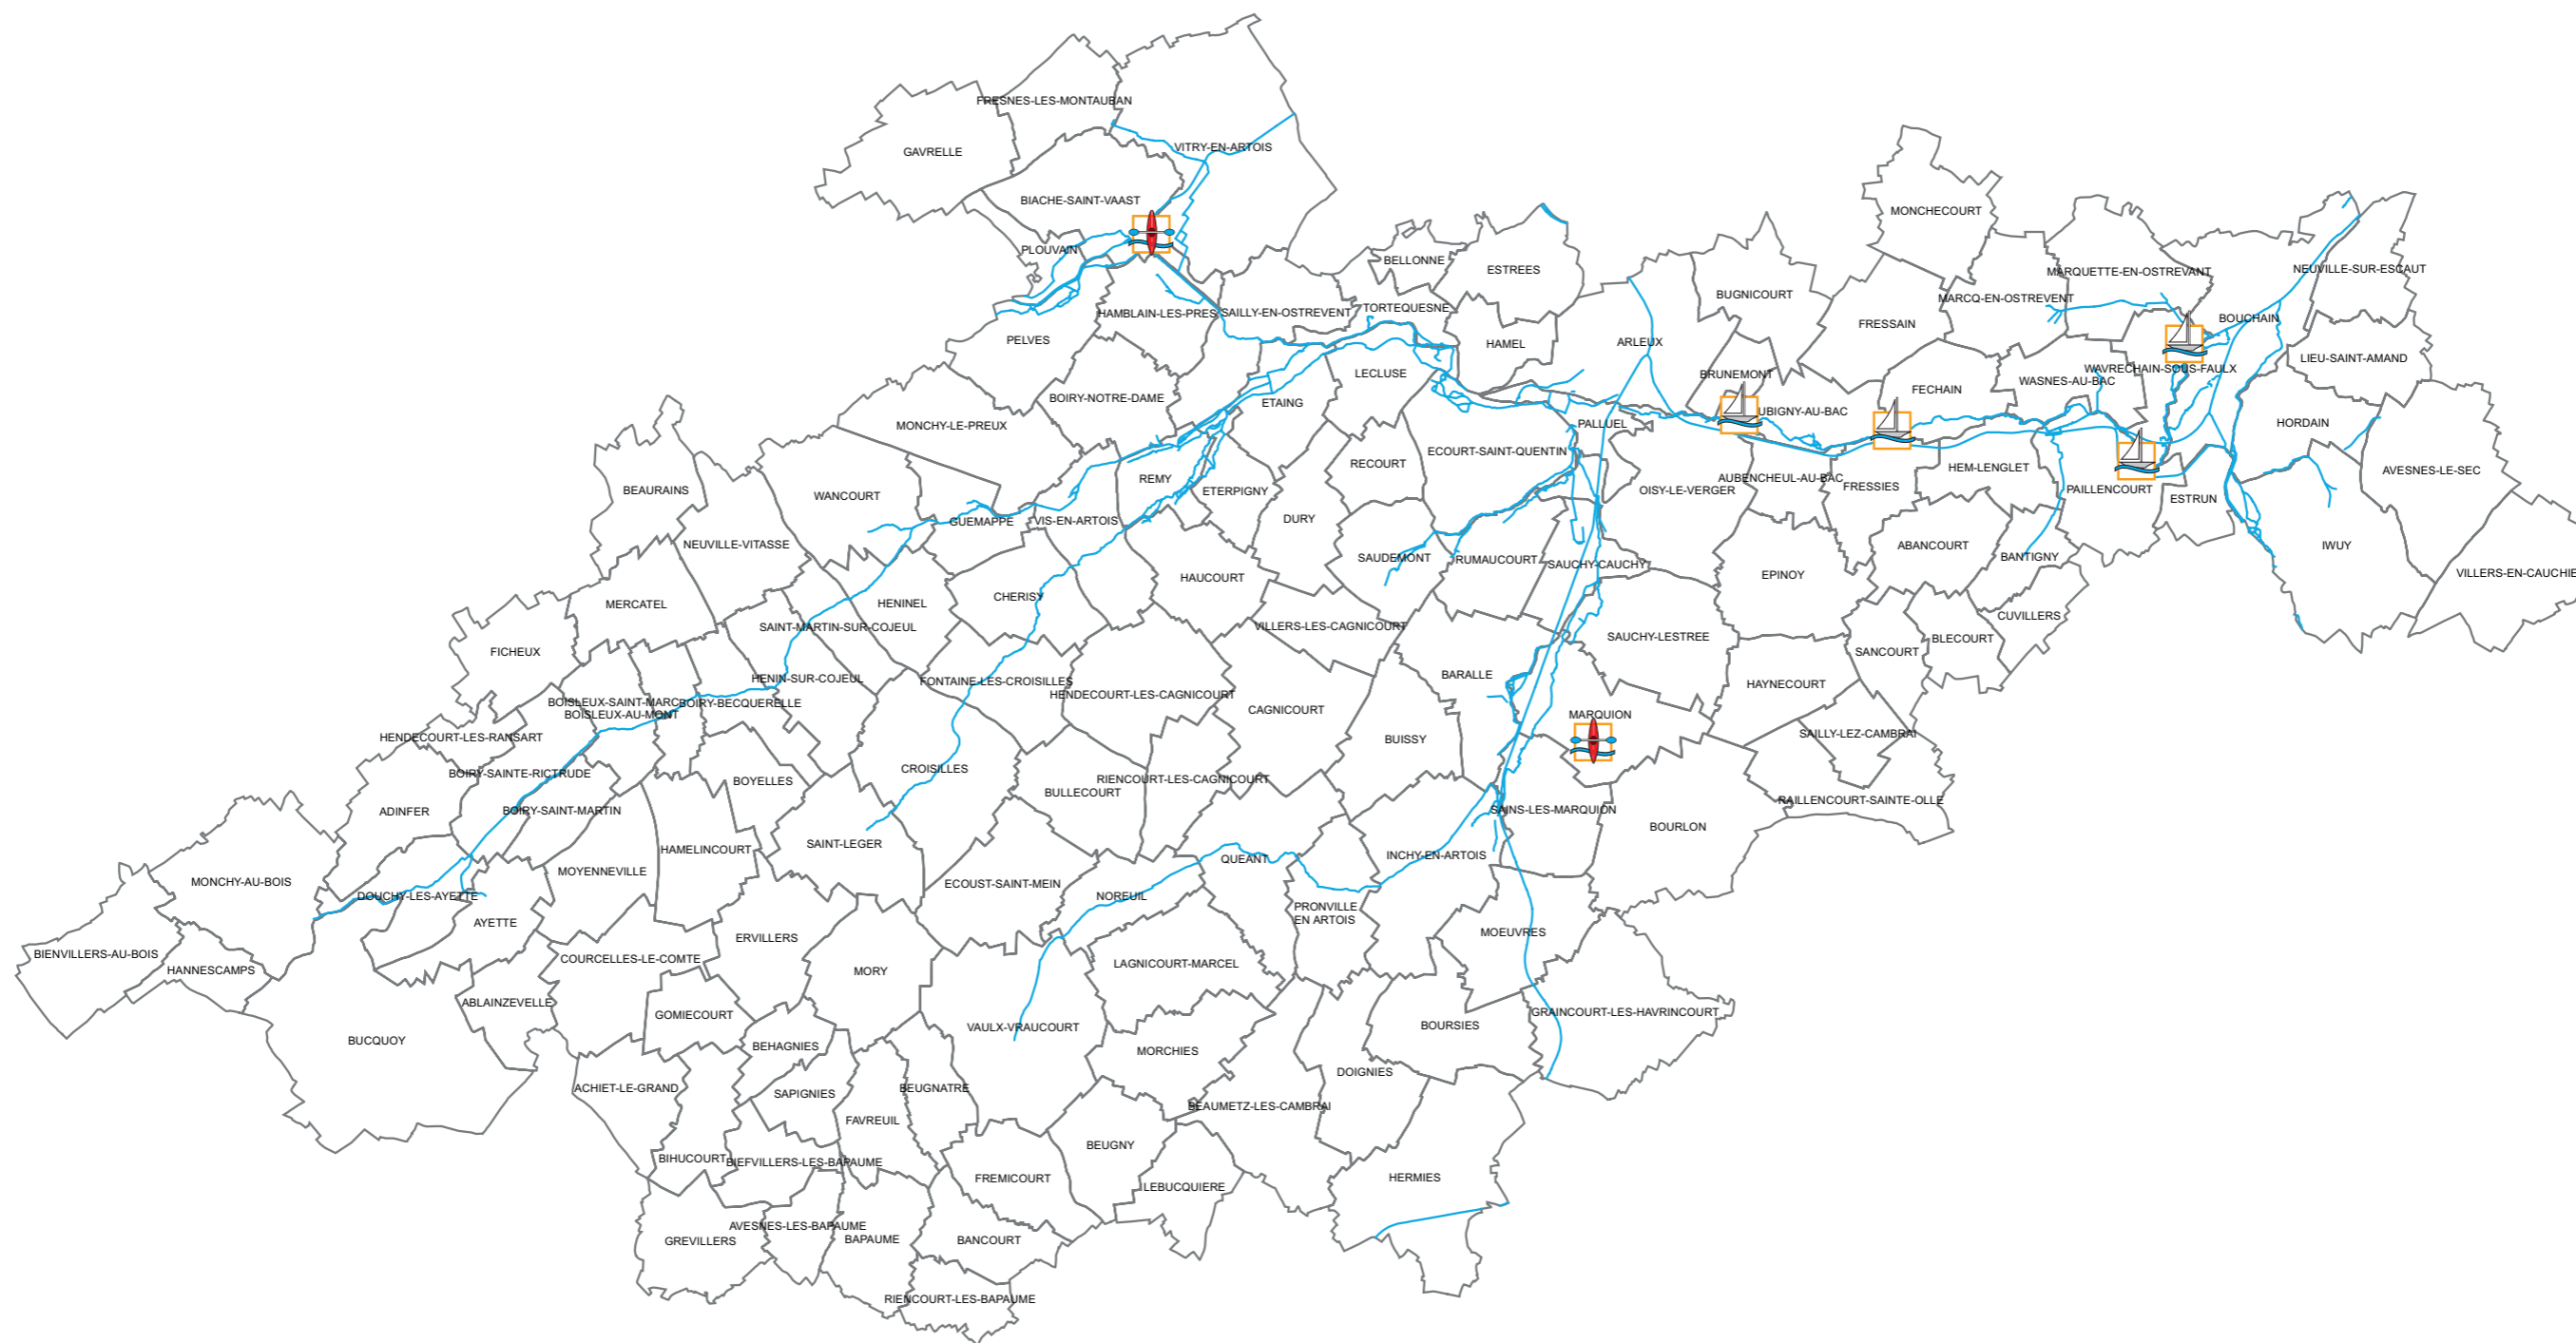 FRESNES-LES-MONTAUBAN
GAVRELLE
VITRY-EN-ARTOIS
BIACHE-SAINT-VAAST
MONCHECOURT
PLOUVAIN
BELLONNE
ESTREES
MARQUETTE-EN-OSTREVANT
NEUVILLE-SUR-ESCAUT
BUGNICOURT
MARCQ-EN-OSTREVENT
HAMBLAIN-LES-PRES
SAILLY-EN-OSTREVENT
TORTEQUESNE
BOUCHAIN
FRESSAIN
PELVES
HAMEL
ARLEUX
LIEU-SAINT-AMAND
LECLUSE
BRUNEMONT
WAVRECHAIN-SOUS-FAULX
WASNES-AU-BAC
FECHAIN
BOIRY-NOTRE-DAME
ETAING
UBIGNY-AU-BAC
MONCHY-LE-PREUX
PALLUEL
HORDAIN
ECOURT-SAINT-QUENTIN
RECOURT
HEM-LENGLET
AVESNES-LE-SEC
REMY
AUBENCHEUL-AU-BAC
BEAURAINS
WANCOURT
ETERPIGNY
OISY-LE-VERGER
FRESSIES
PAILLENCOURT
ESTRUN
GUEMAPPE
VIS-EN-ARTOIS
DURY
NEUVILLE-VITASSE
ABANCOURT
IWUY
SAUDEMONT
RUMAUCOURT
SAUCHY-CAUCHY
BANTIGNY
EPINOY
VILLERS-EN-CAUCHIE
HAUCOURT
MERCATEL
HENINEL
CHERISY
CUVILLERS
SAINT-MARTIN-SUR-COJEUL
VILLERS-LES-CAGNICOURT
SAUCHY-LESTREE
BLECOURT
FICHEUX
SANCOURT
HENIN-SUR-COJEUL
FONTAINE-LES-CROISILLES
BARALLE
HAYNECOURT
HENDECOURT-LES-CAGNICOURT
BOISLEUX-SAINT-MARC
BOIRY-BECQUERELLE
CAGNICOURT
BOISLEUX-AU-MONT
MARQUION
HENDECOURT-LES-RANSART
BUISSY
SAILLY-LEZ-CAMBRAI
CROISILLES
BOIRY-SAINTE-RICTRUDE
BOYELLES
RIENCOURT-LES-CAGNICOURT
BULLECOURT
RAILLENCOURT-SAINTE-OLLE
ADINFER
BOIRY-SAINT-MARTIN
SAINS-LES-MARQUION
BOURLON
SAINT-LEGER
HAMELINCOURT
INCHY-EN-ARTOIS
QUEANT
MOYENNEVILLE
MONCHY-AU-BOIS
ECOUST-SAINT-MEIN
DOUCHY-LES-AYETTE
NOREUIL
PRONVILLE
EN ARTOIS
AYETTE
MOEUVRES
ERVILLERS
BIENVILLERS-AU-BOIS
COURCELLES-LE-COMTE
LAGNICOURT-MARCEL
HANNESCAMPS
MORY
ABLAINZEVELLE
GOMIECOURT
GRAINCOURT-LES-HAVRINCOURT
VAULX-VRAUCOURT
BOURSIES
BUCQUOY
BEHAGNIES
MORCHIES
DOIGNIES
ACHIET-LE-GRAND
BEUGNATRE
SAPIGNIES
BEAUMETZ-LES-CAMBRAI
FAVREUIL
BEUGNY
BIHUCOURT
BIEFVILLERS-LES-BAPAUME
FREMICOURT
HERMIES
LEBUCQUIERE
AVESNES-LES-BAPAUME
GREVILLERS
BAPAUME
BANCOURT
RIENCOURT-LES-BAPAUME